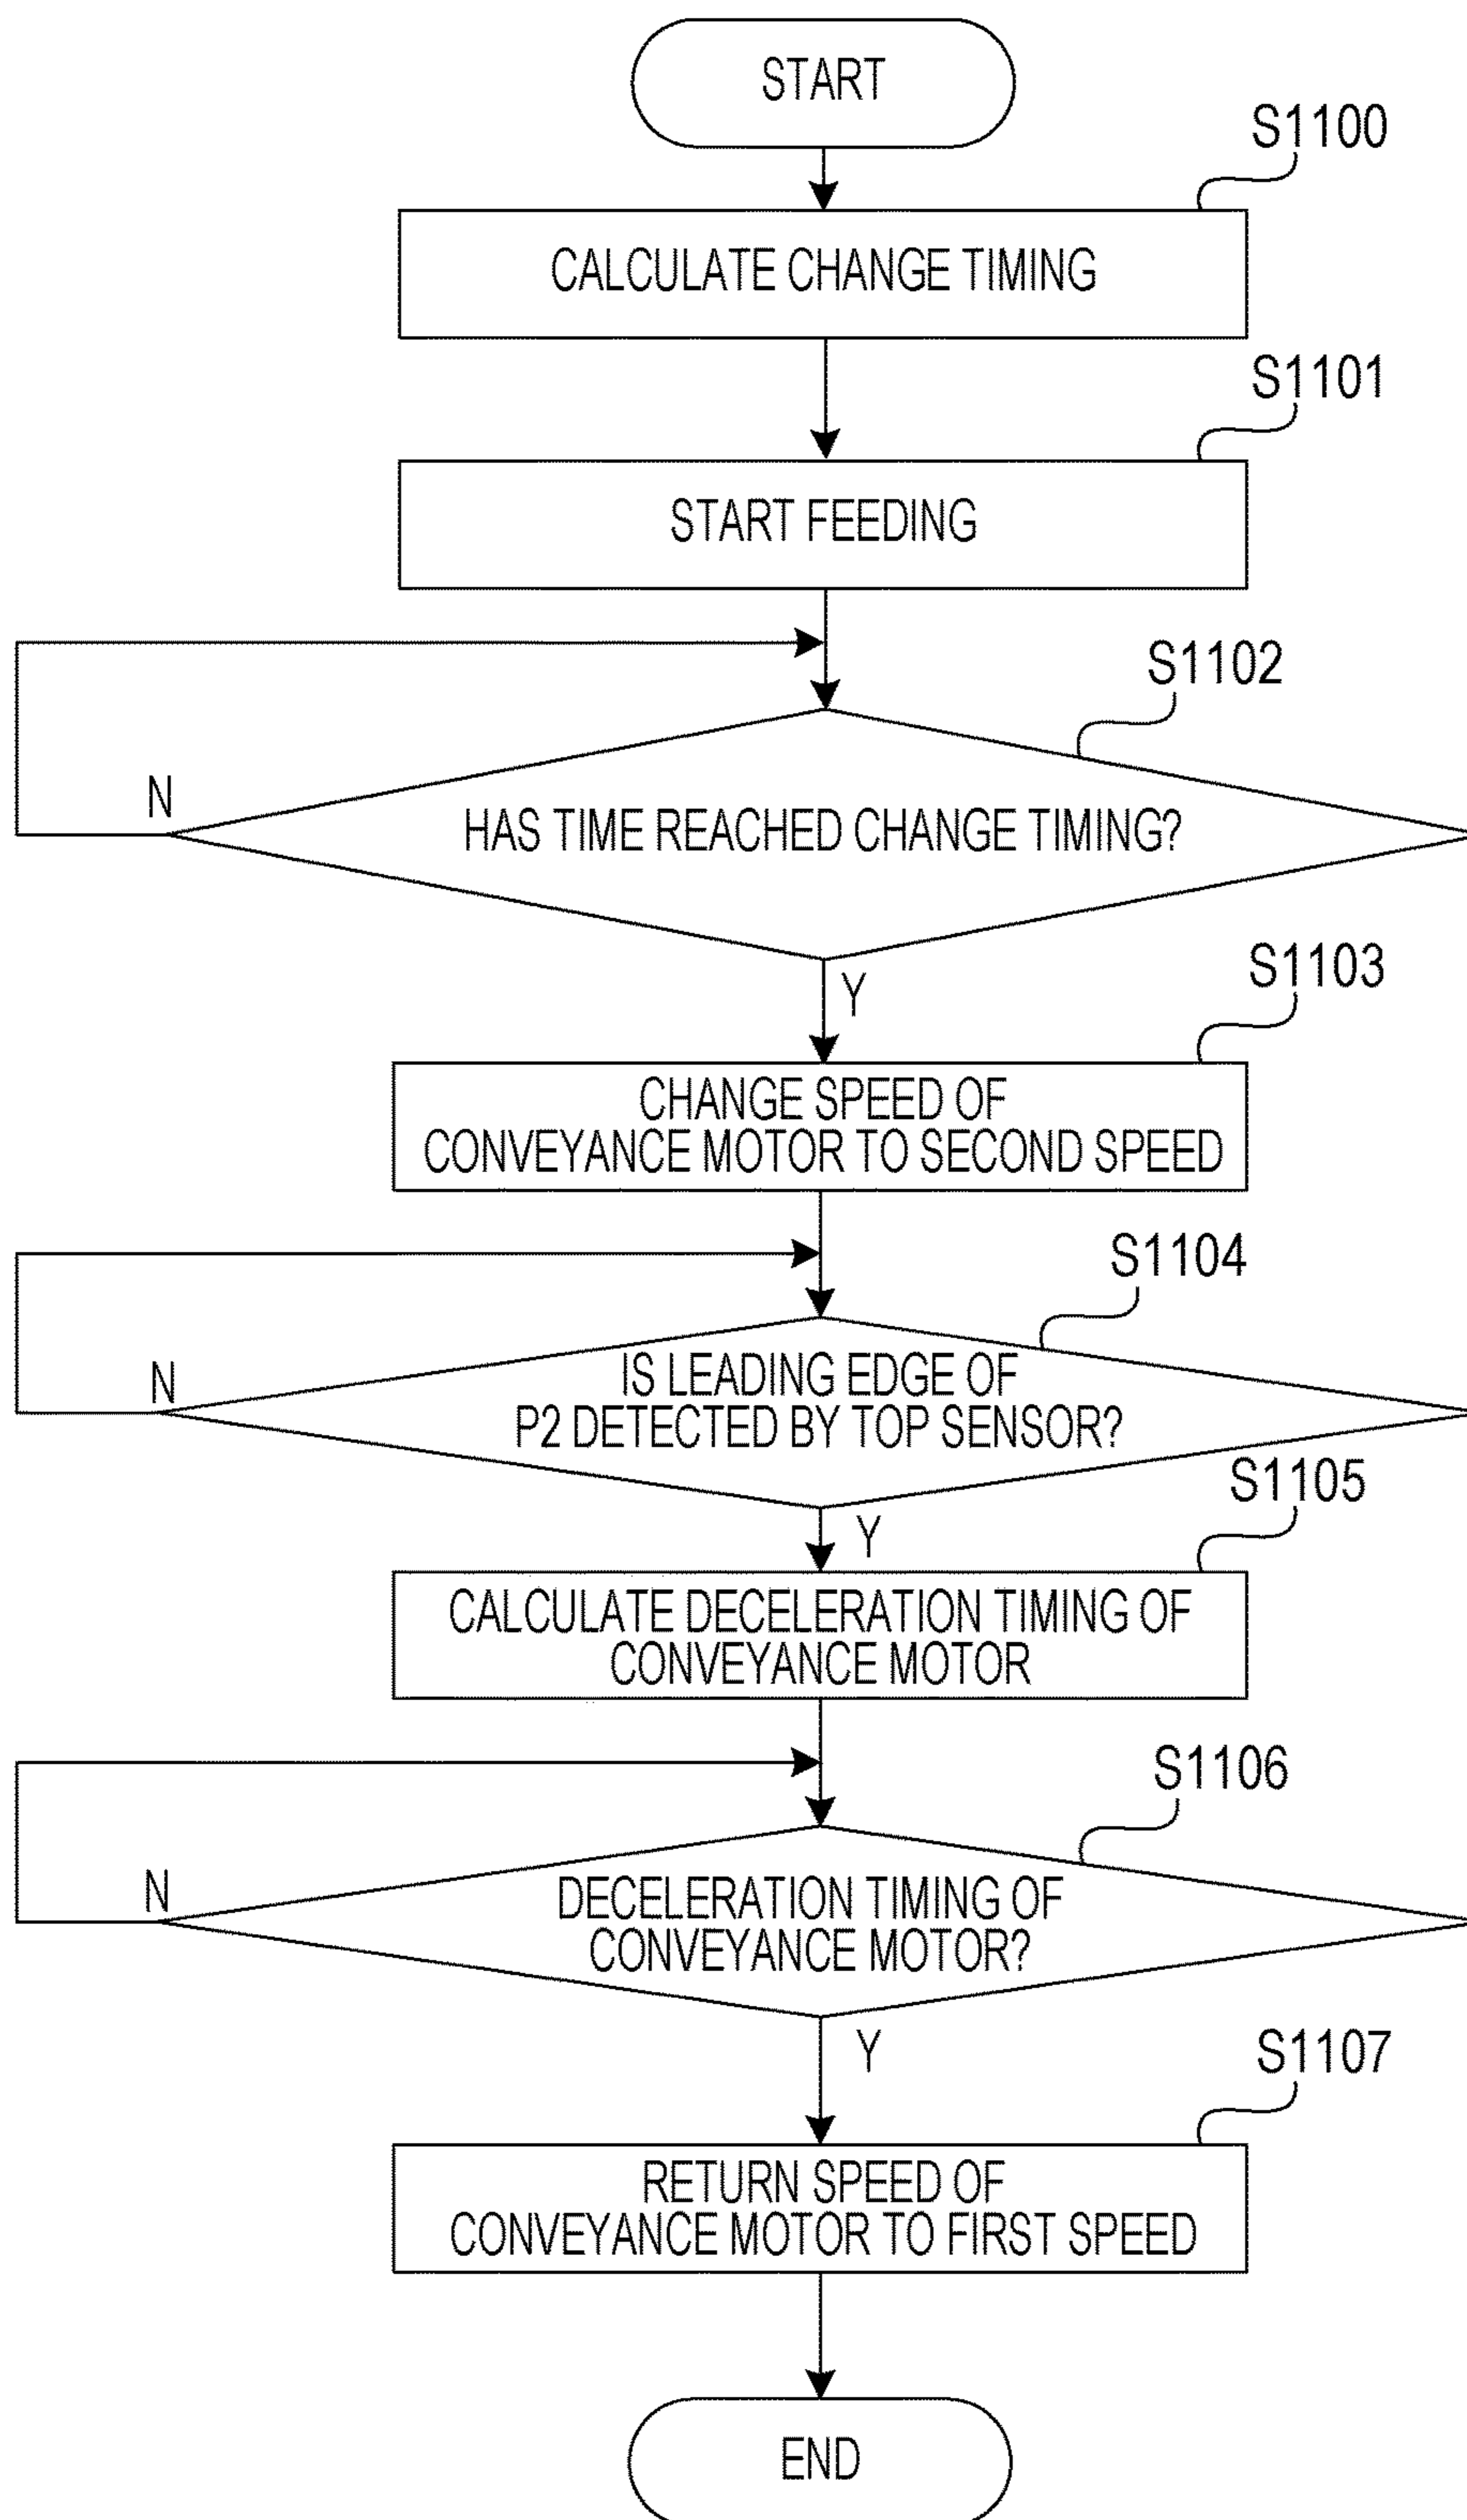 START
S1100
CALCULATE CHANGE TIMING
S1101
START FEEDING
S1102
N
HAS TIME REACHED CHANGE TIMING?
Y
S1103
CHANGE SPEED OF
CONVEYANCE MOTOR TO SECOND SPEED
S1104
N
IS LEADING EDGE OF
P2 DETECTED BY TOP SENSOR?
Y
S1105
CALCULATE DECELERATION TIMING OF
CONVEYANCE MOTOR
S1106
N
DECELERATION TIMING OF
CONVEYANCE MOTOR?
Y
S1107
RETURN SPEED OF
CONVEYANCE MOTOR TO FIRST SPEED
END